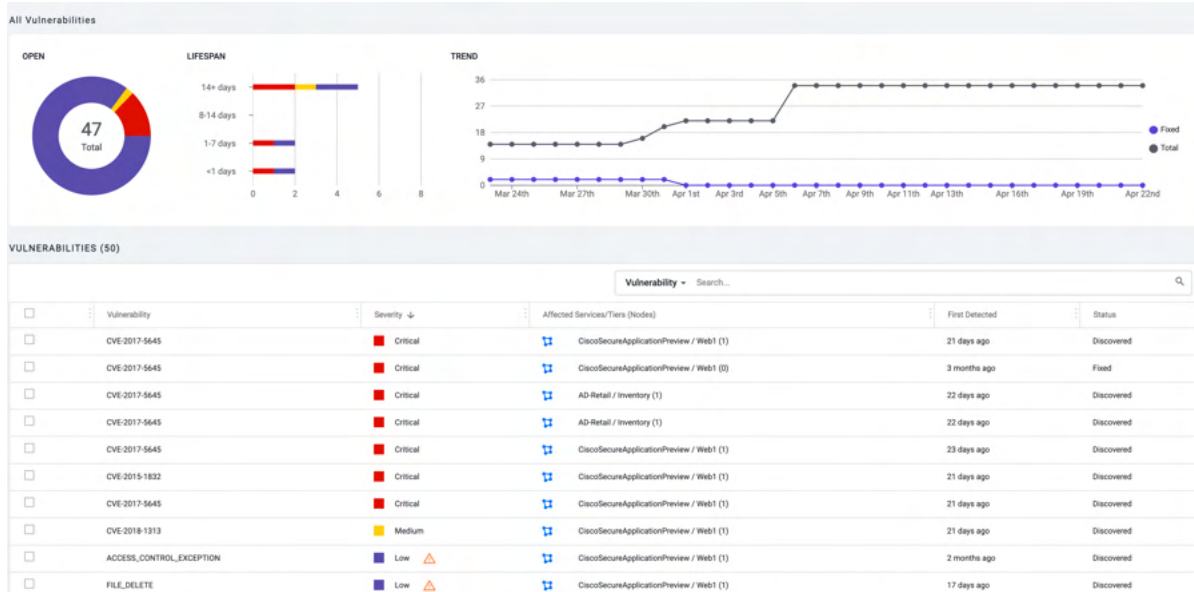 All Vulnerabilities
OPEN
47
Total
LIFESPAN
14+ days
8-14 days
1-7 days
<1 days
0 2 4 6 8
TREND
36
27
18
9
0
Mar 24th Mar 27th Mar 30th Apr 1st Apr 3rd Apr 5th Apr 7th Apr 9th Apr 11th Apr 13th Apr 16th Apr 19th Apr 22nd
Fixed
Total
VULNERABILITIES (50)
Vulnerability Search...
Vulnerability Severity Affected Services/Tiers (Nodes) First Detected Status
CVE-2017-5645 Critical CiscoSecureApplicationPreview / Web1 (1) 21 days ago Discovered
CVE-2017-5645 Critical CiscoSecureApplicationPreview / Web1 (0) 3 months ago Fixed
CVE-2017-5645 Critical AD-Retail / Inventory (1) 22 days ago Discovered
CVE-2017-5645 Critical AD-Retail / Inventory (1) 22 days ago Discovered
CVE-2017-5645 Critical CiscoSecureApplicationPreview / Web1 (1) 23 days ago Discovered
CVE-2015-1832 Critical CiscoSecureApplicationPreview / Web1 (1) 21 days ago Discovered
CVE-2017-5645 Critical CiscoSecureApplicationPreview / Web1 (1) 21 days ago Discovered
CVE-2018-1313 Medium CiscoSecureApplicationPreview / Web1 (1) 21 days ago Discovered
ACCESS_CONTROL_EXCEPTION Low CiscoSecureApplicationPreview / Web1 (1) 2 months ago Discovered
FILE_DELETE Low CiscoSecureApplicationPreview / Web1 (1) 17 days ago Discovered